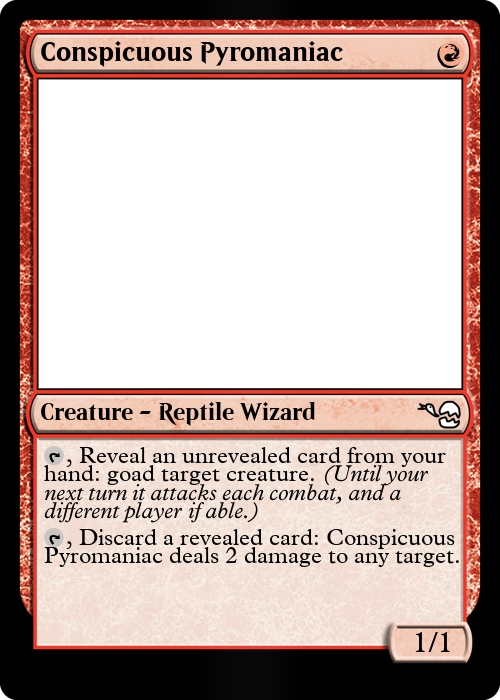 Conspicuous Pyromaniac
Creature – Reptile Wizard
, Reveal an unrevealed card from your
hand: goad target creature. (Until your
next turn it attacks each combat, and a
different player if able.)
, Discard a revealed card: Conspicuous
Pyromaniac deals 2 damage to any target.
1/1